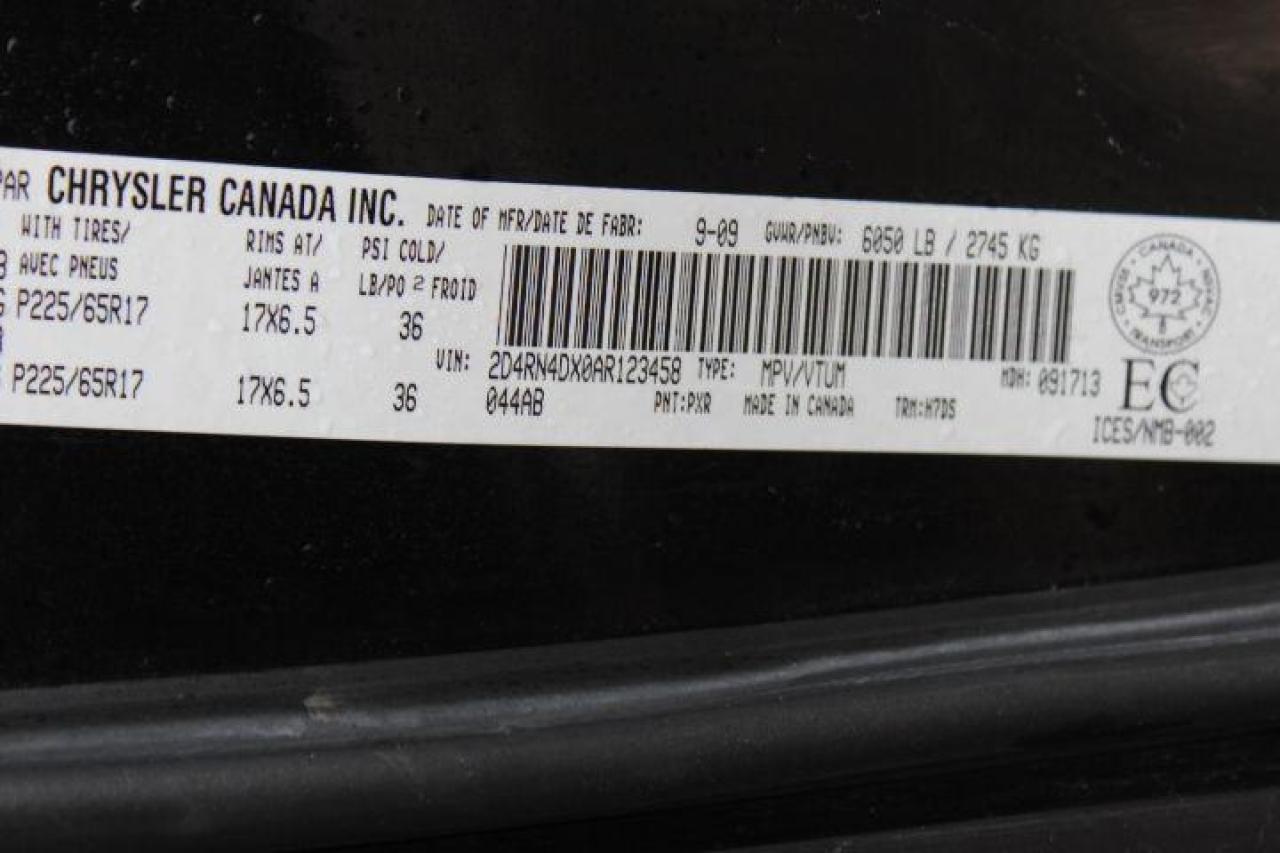 PAR CHRYSLER CANADA INC. DATE OF MFR/DATE DE FABR: 9-09 GVWR/PNBV: 6050 LB / 2745 KG
WITH TIRES/ RIMS AT/ PSI COLD/
AVEC PNEUS JANTES A LB/PO 2 FROID
P225/65R17 17X6.5 36
VIN: 2D4RN4DX0AR123458 TYPE: MPV/VTUM MDH: 091713
P225/65R17 17X6.5 36 044AB PNT:PXR MADE IN CANADA TRM:H7DS
CANADA
CMVSS NSVAC
972
TRANSPORT
EC
ICES/NMB-002